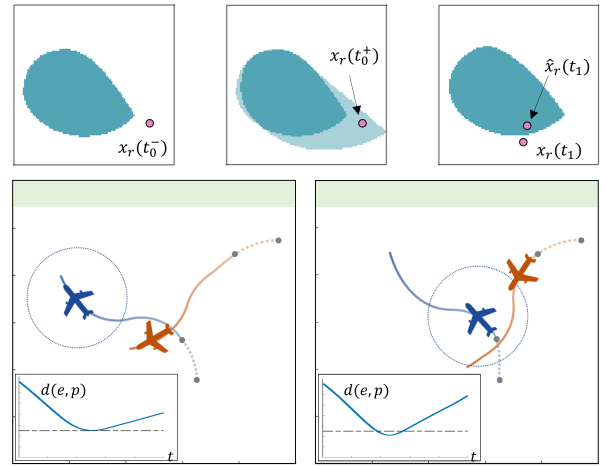 $x_r(t_0^-)$
$x_r(t_0^+)$
$\hat{x}_r(t_1)$
$x_r(t_1)$
$d(e,p)$
$t$
$d(e,p)$
$t$